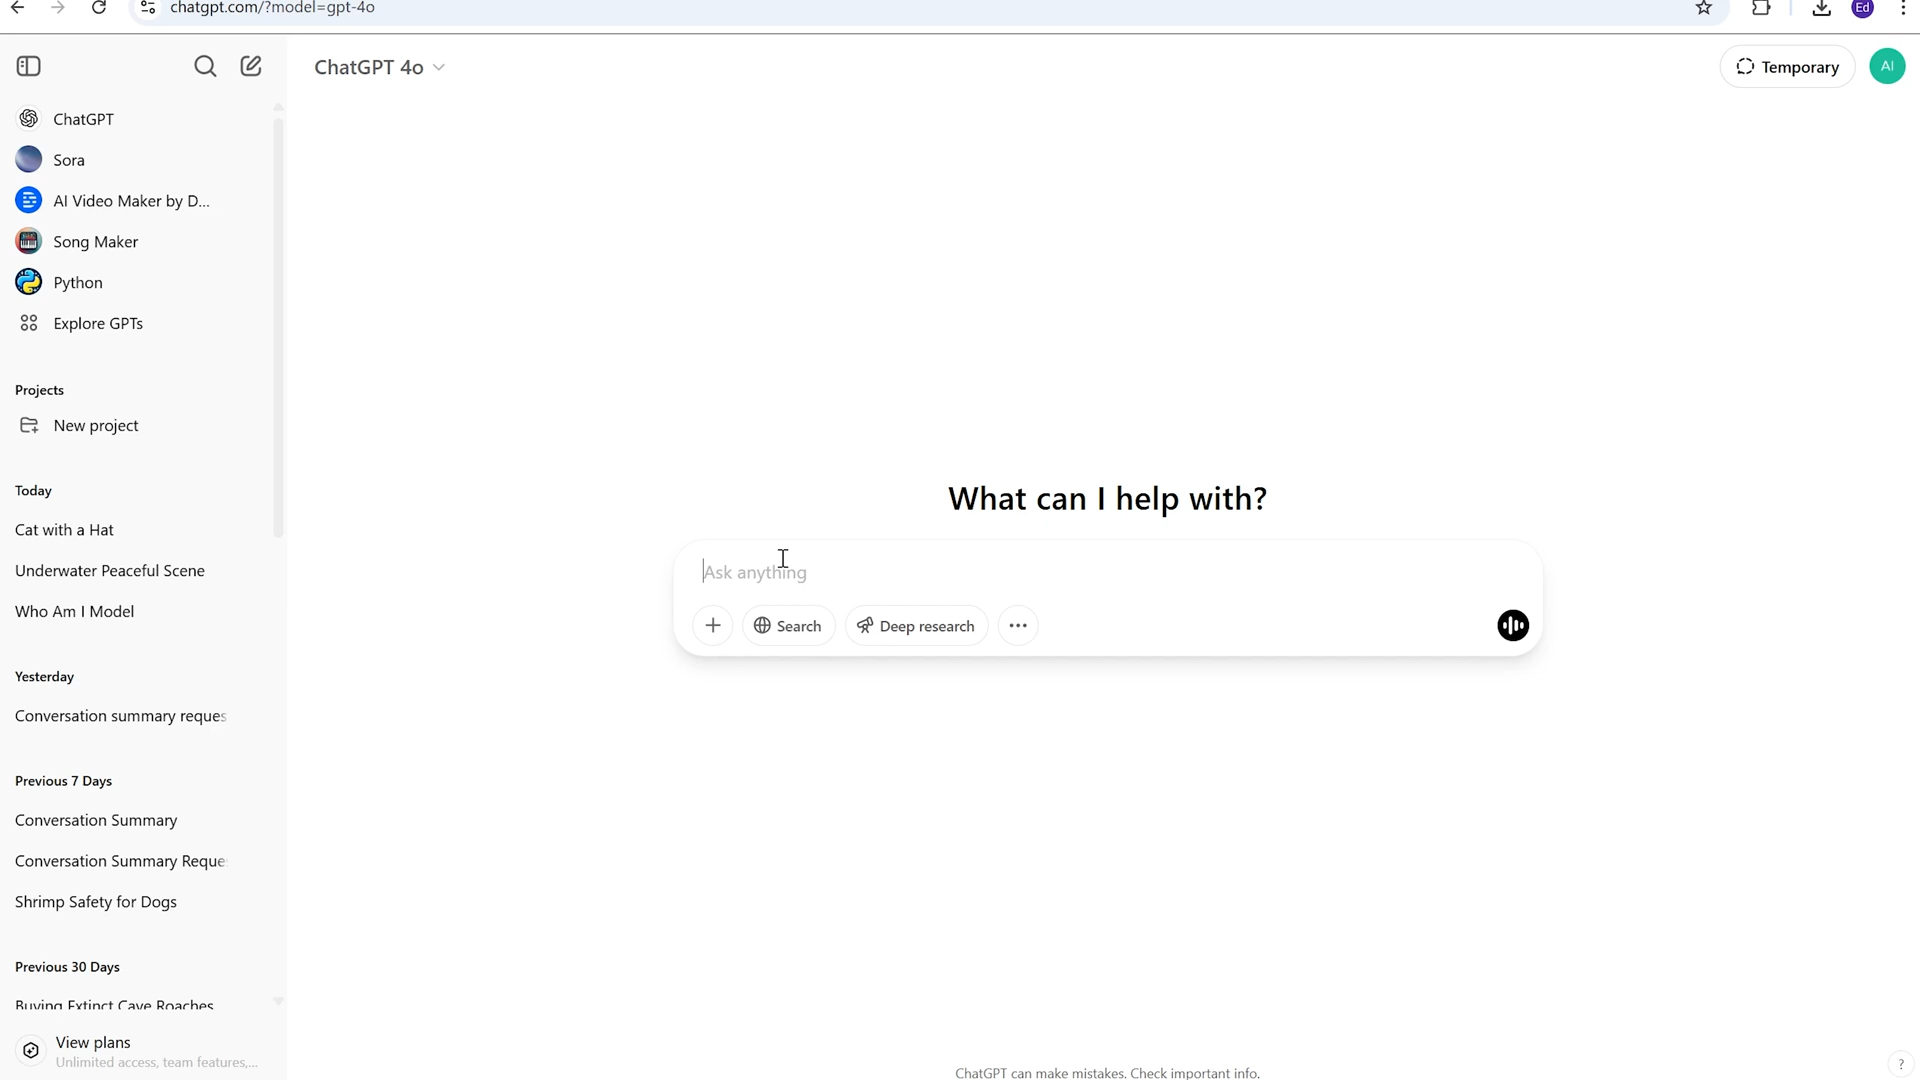 chatgpt.com/?model=gpt-4o
Ed
ChatGPT 4o
Temporary
AI
ChatGPT
Sora
AI Video Maker by D...
Song Maker
Python
Explore GPTs
Projects
New project
Today
Cat with a Hat
Underwater Peaceful Scene
Who Am I Model
Yesterday
Conversation summary reques
Previous 7 Days
Conversation Summary
Conversation Summary Reque
Shrimp Safety for Dogs
Previous 30 Days
Buying Extinct Cave Roaches
View plans
Unlimited access, team features,...
What can I help with?
Ask anything
Search
Deep research
ChatGPT can make mistakes. Check important info.
?